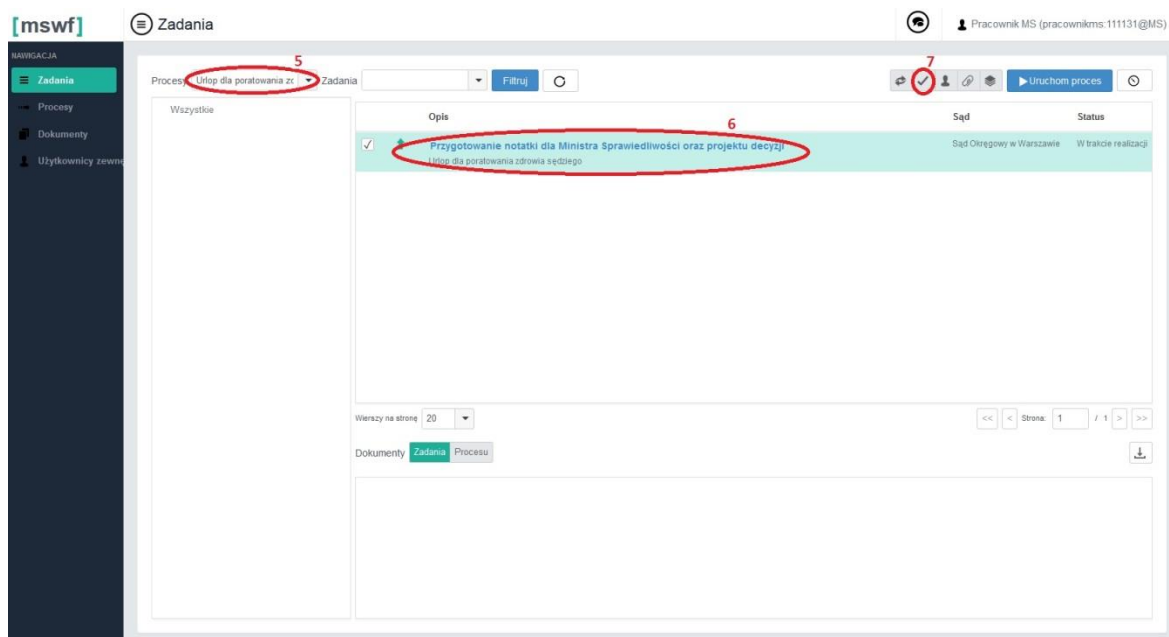 [mswf]
Zadania
Pracownik MS (pracownikms:111131@MS)
NAWIGACJA
Zadania
Procesy
Dokumenty
Użytkownicy zewnę
5
7
Procesy Urlop dla poratowania zd Zadania Filtruj Uruchom proces
Wszystkie
Opis Sąd Status
6
Przygotowanie notatki dla Ministra Sprawiedliwości oraz projektu decyzji Sąd Okręgowy w Warszawie W trakcie realizacji
Urlop dla poratowania zdrowia sędziego
Wierszy na stronę 20 << < Strona: 1 / 1 > >>
Dokumenty Zadania Procesu